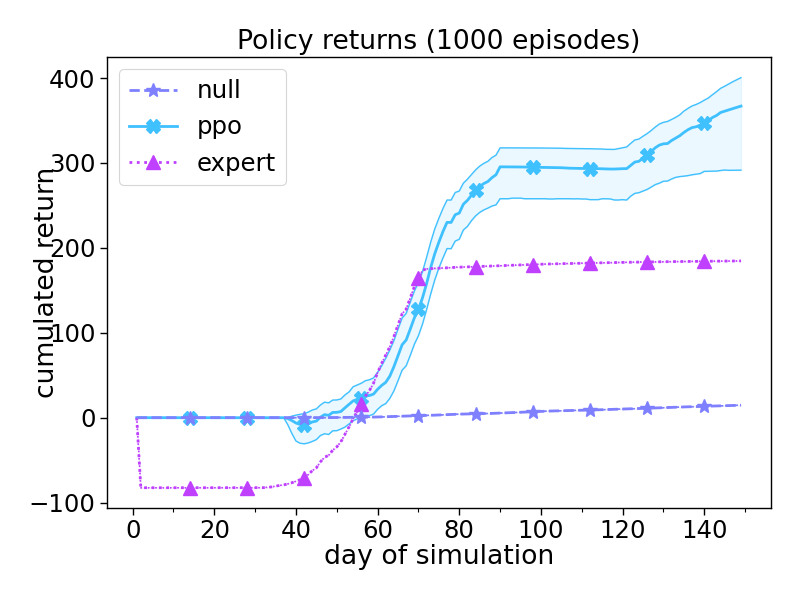 Policy returns (1000 episodes)
null
ppo
expert
cumulated return
400
300
200
100
0
−100
0 20 40 60 80 100 120 140
day of simulation